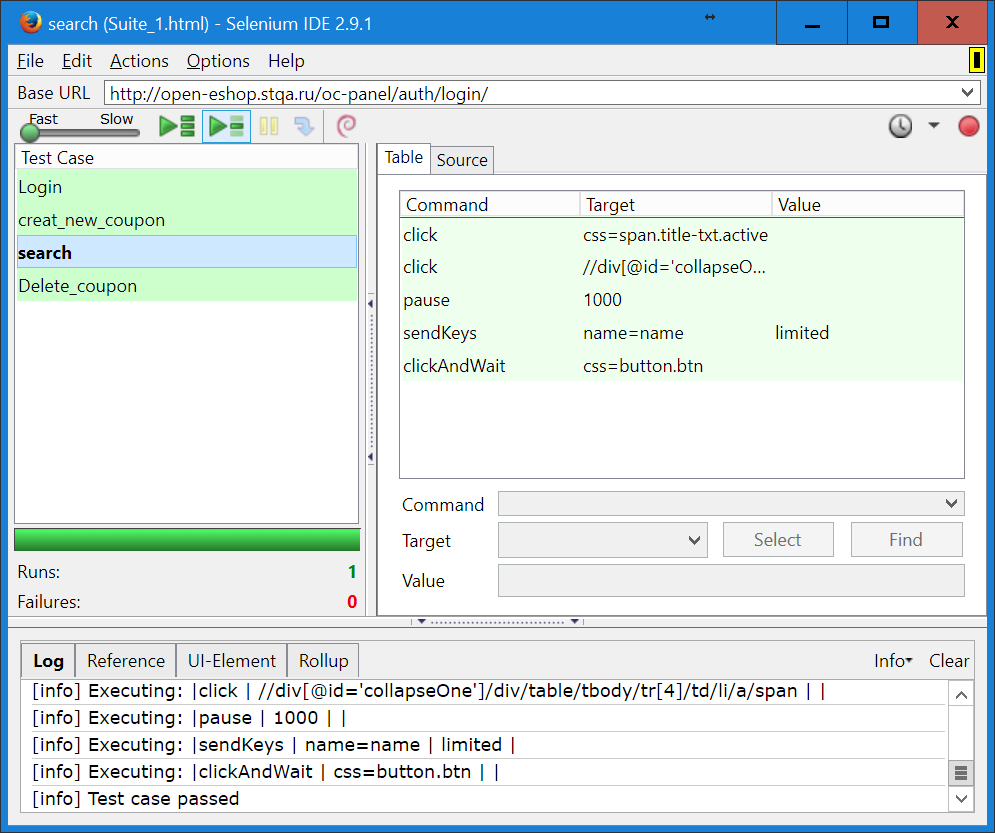 search (Suite_1.html) - Selenium IDE 2.9.1
File Edit Actions Options Help
Base URL http://open-eshop.stqa.ru/oc-panel/auth/login/
Fast Slow
Test Case
Login
creat_new_coupon
search
Delete_coupon
Runs: 1
Failures: 0
Table Source
Command Target Value
click css=span.title-txt.active
click //div[@id='collapseO...
pause 1000
sendKeys name=name limited
clickAndWait css=button.btn
Command
Target Select Find
Value
Log Reference UI-Element Rollup Info Clear
[info] Executing: |click | //div[@id='collapseOne']/div/table/tbody/tr[4]/td/li/a/span | |
[info] Executing: |pause | 1000 | |
[info] Executing: |sendKeys | name=name | limited |
[info] Executing: |clickAndWait | css=button.btn | |
[info] Test case passed